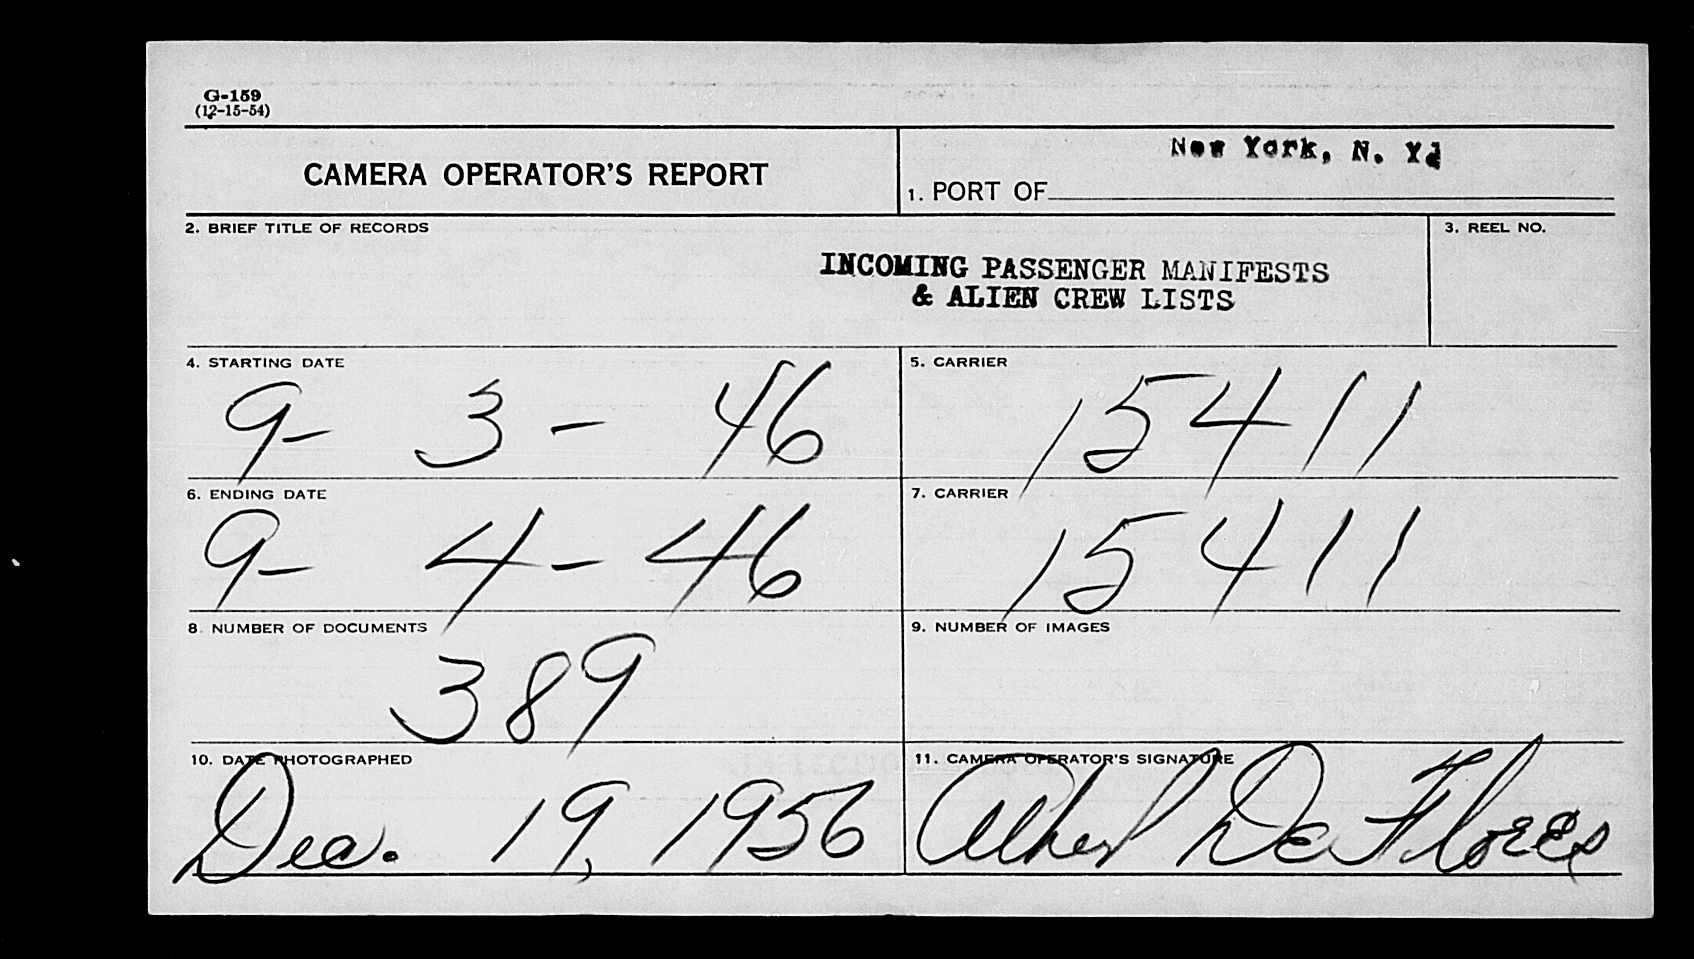 G-159
(12-15-54)
CAMERA OPERATOR'S REPORT
1. PORT OF New York, N. Y.
2. BRIEF TITLE OF RECORDS
INCOMING PASSENGER MANIFESTS
& ALIEN CREW LISTS
3. REEL NO.
4. STARTING DATE
9- 3 - 46
5. CARRIER
15411
6. ENDING DATE
9- 4 - 46
7. CARRIER
15411
8. NUMBER OF DOCUMENTS
389
9. NUMBER OF IMAGES
10. DATE PHOTOGRAPHED
Dec. 19, 1956
11. CAMERA OPERATOR'S SIGNATURE
Albert De Flores